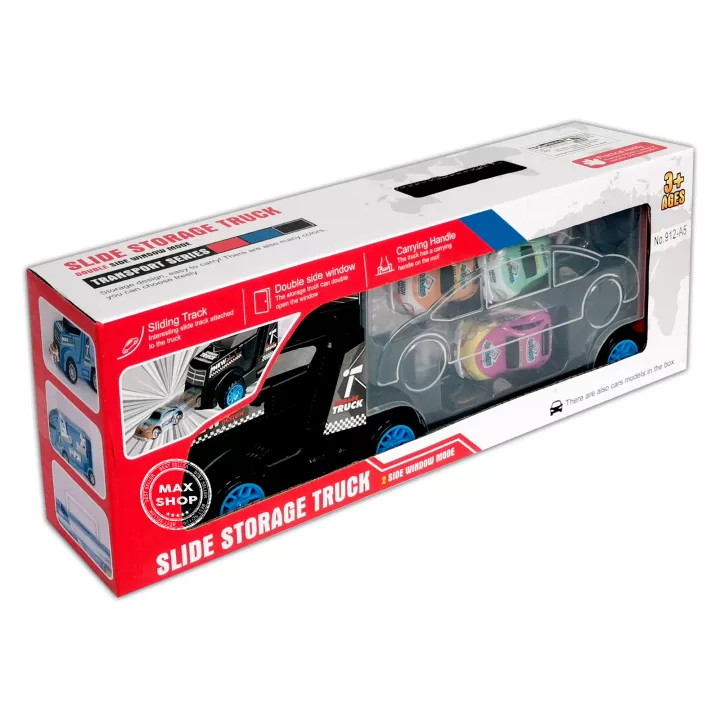 SLIDE STORAGE TRUCK
DOUBLE SIDE WINDOW MODE
TRANSPORT SERIES
Storage design, easy to carry! There are also many colors,
you can choose freely
3+
AGES
No.912-A5
Sliding Track
Interesting slide track attached
to the truck
Double side window
The storage truck can double
open the window
Carrying Handle
The truck has a carrying
handle on the roof
TRUCK
There are also cars models in the box.
BEST SELLER
MAX
SHOP
SLIDE STORAGE TRUCK
2 SIDE WINDOW MODE